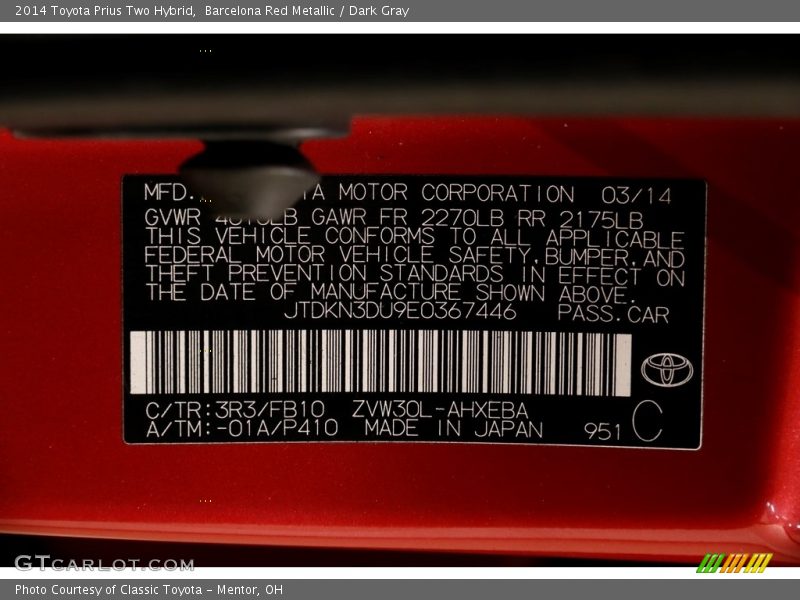 2014 Toyota Prius Two Hybrid,  Barcelona Red Metallic / Dark Gray
MFD. TA MOTOR CORPORATION 03/14
GVWR GAWR FR 2270LB RR 2175LB
THIS VEHICLE CONFORMS TO ALL APPLICABLE
FEDERAL MOTOR VEHICLE SAFETY,BUMPER,AND
THEFT PREVENTION STANDARDS IN EFFECT ON
THE DATE OF MANUFACTURE SHOWN ABOVE.
JTDKN3DU9E0367446 PASS.CAR
C/TR:3R3/FB10 ZVW30L-AHXEBA
A/TM:-01A/P410 MADE IN JAPAN 951 C
GTCARLOT.COM
Photo Courtesy of Classic Toyota - Mentor, OH